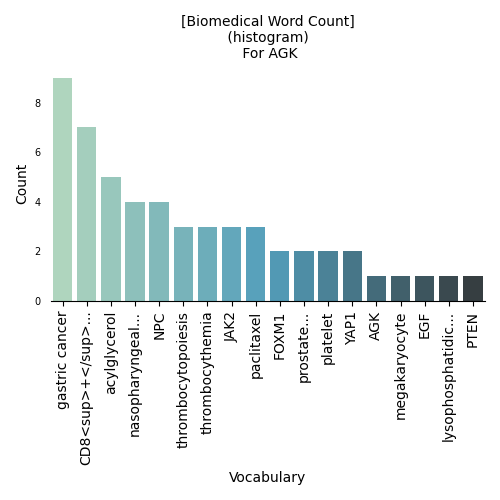 [Biomedical Word Count]
(histogram)
For AGK
Count
8
6
4
2
0
gastric cancer
CD8<sup>+</sup>...
acylglycerol
nasopharyngeal...
NPC
thrombocytopoiesis
thrombocythemia
JAK2
paclitaxel
FOXM1
prostate...
platelet
YAP1
AGK
megakaryocyte
EGF
lysophosphatidic...
PTEN
Vocabulary